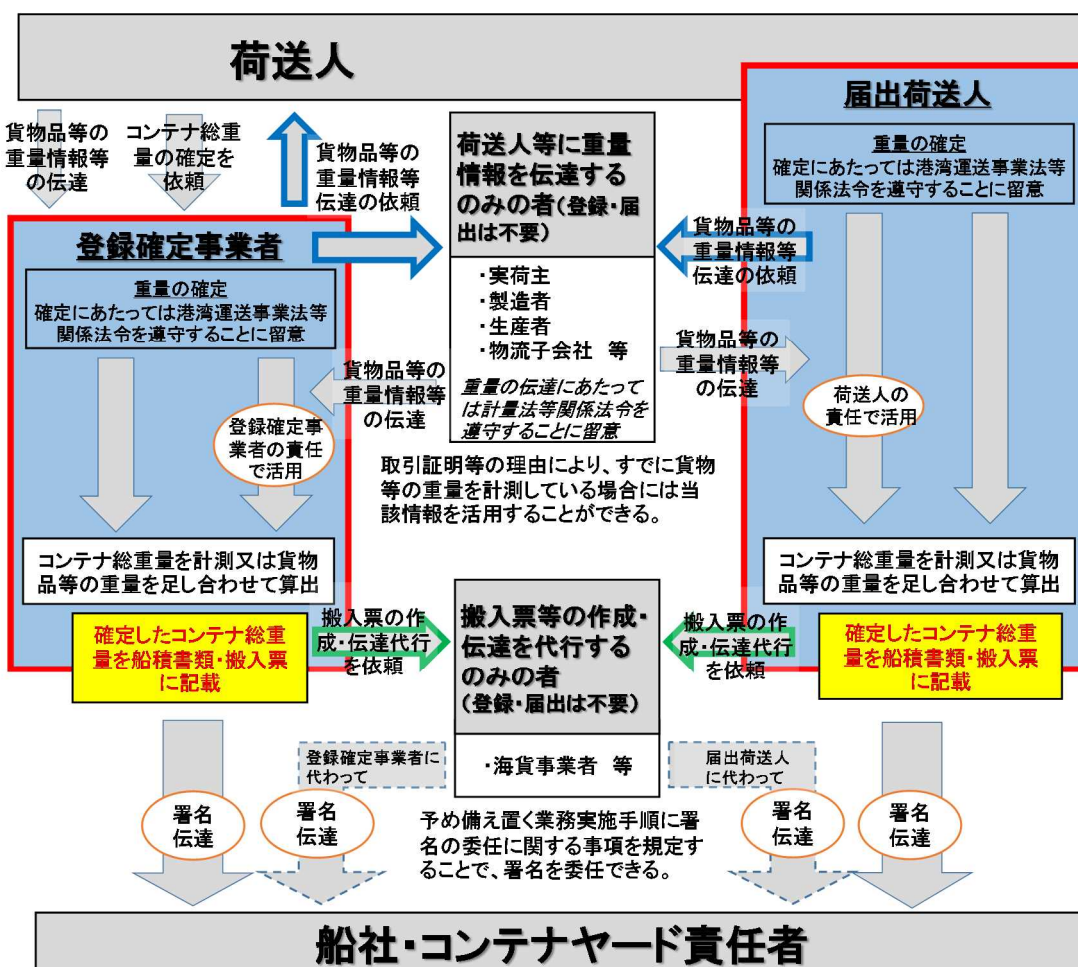 荷送人
届出荷送人
貨物品等の
重量情報等
の伝達
コンテナ総重
量の確定を
依頼
貨物品等の
重量情報等
伝達の依頼
荷送人等に重量
情報を伝達する
のみの者(登録・届
出は不要)
・実荷主
・製造者
・生産者
・物流子会社 等
重量の伝達にあたって
は計量法等関係法令を
遵守することに留意
重量の確定
確定にあたっては港湾運送事業法等
関係法令を遵守することに留意
貨物品等の
重量情報等
伝達の依頼
登録確定事業者
重量の確定
確定にあたっては港湾運送事業法等
関係法令を遵守することに留意
貨物品等の
重量情報等
の伝達
貨物品等の
重量情報等
の伝達
登録確定事
業者の責任
で活用
荷送人の
責任で活用
取引証明等の理由により、すでに貨物
等の重量を計測している場合には当
該情報を活用することができる。
コンテナ総重量を計測又は貨物
品等の重量を足し合わせて算出
コンテナ総重量を計測又は貨物
品等の重量を足し合わせて算出
確定したコンテナ総重
量を船積書類・搬入票
に記載
搬入票の作
成・伝達代行
を依頼
搬入票等の作成・
伝達を代行する
のみの者
(登録・届出は不要)
・海貨事業者 等
搬入票の作
成・伝達代行
を依頼
確定したコンテナ総重
量を船積書類・搬入票
に記載
登録確定事業者に
代わって
届出荷送人
に代わって
署名
伝達
署名
伝達
予め備え置く業務実施手順に署
名の委任に関する事項を規定す
ることで、署名を委任できる。
署名
伝達
署名
伝達
船社・コンテナヤード責任者